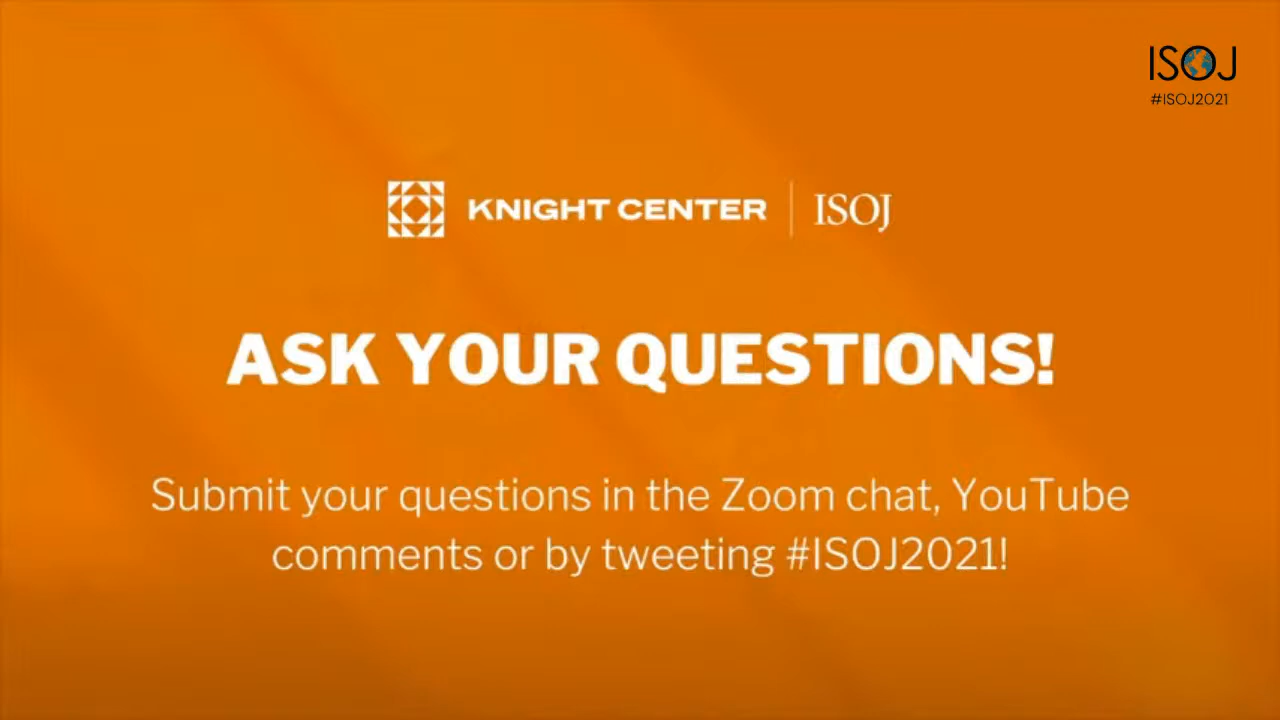 ISOJ
#ISOJ2021
KNIGHT CENTER | ISOJ
ASK YOUR QUESTIONS!
Submit your questions in the Zoom chat, YouTube
comments or by tweeting #ISOJ2021!